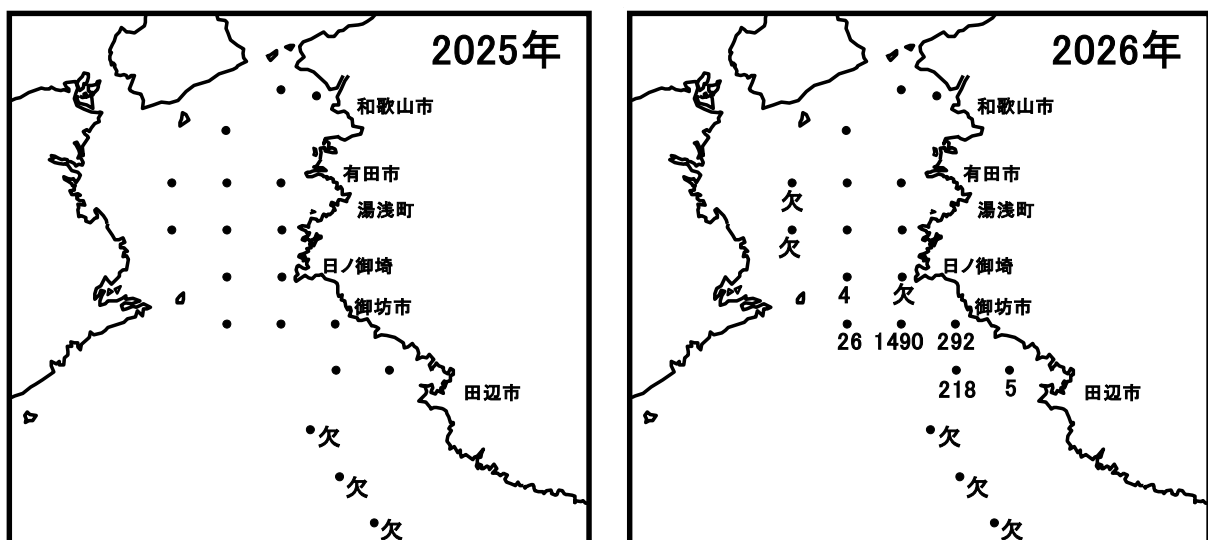 2025年
和歌山市
有田市
湯浅町
日ノ御埼
御坊市
田辺市
欠
欠
欠
2026年
和歌山市
有田市
欠
湯浅町
欠
日ノ御埼
4
欠
御坊市
26 1490 292
218 5
田辺市
欠
欠
欠